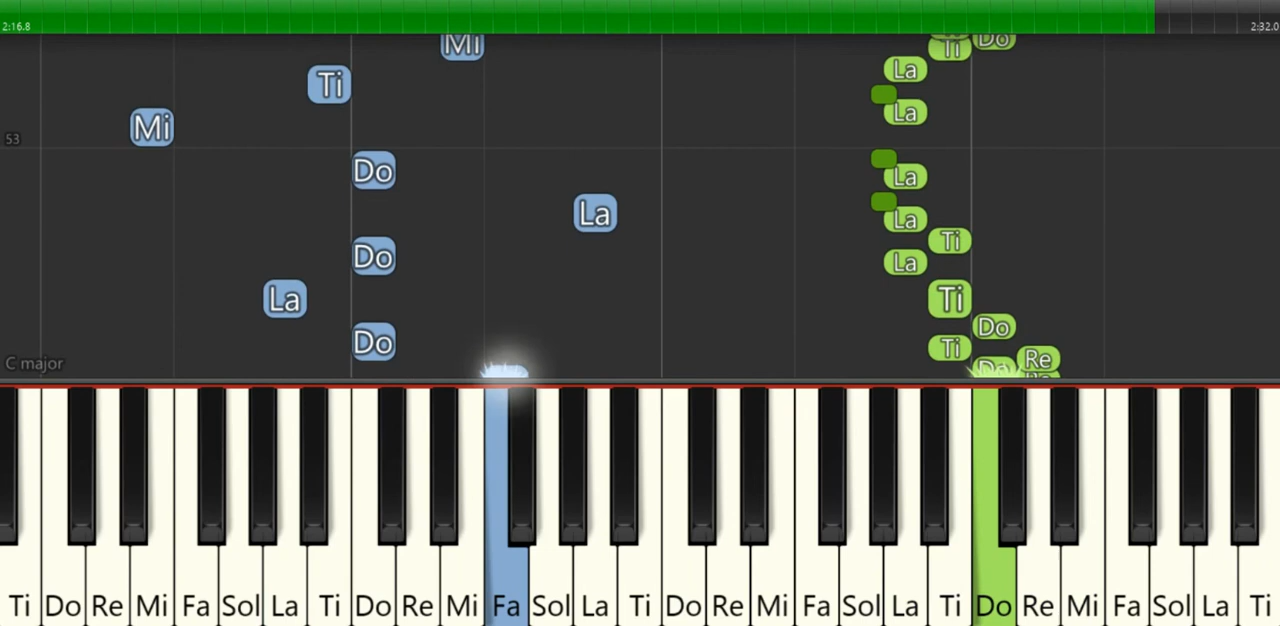 2:16.8 2:32.0
Mi Ti Do
Ti La
Mi La
53
Do La
La La
Do Ti
La La
Do Ti
Do
Ti
C major Re
Do
Ti Do Re Mi Fa Sol La Ti Do Re Mi Fa Sol La Ti Do Re Mi Fa Sol La Ti Do Re Mi Fa Sol La Ti